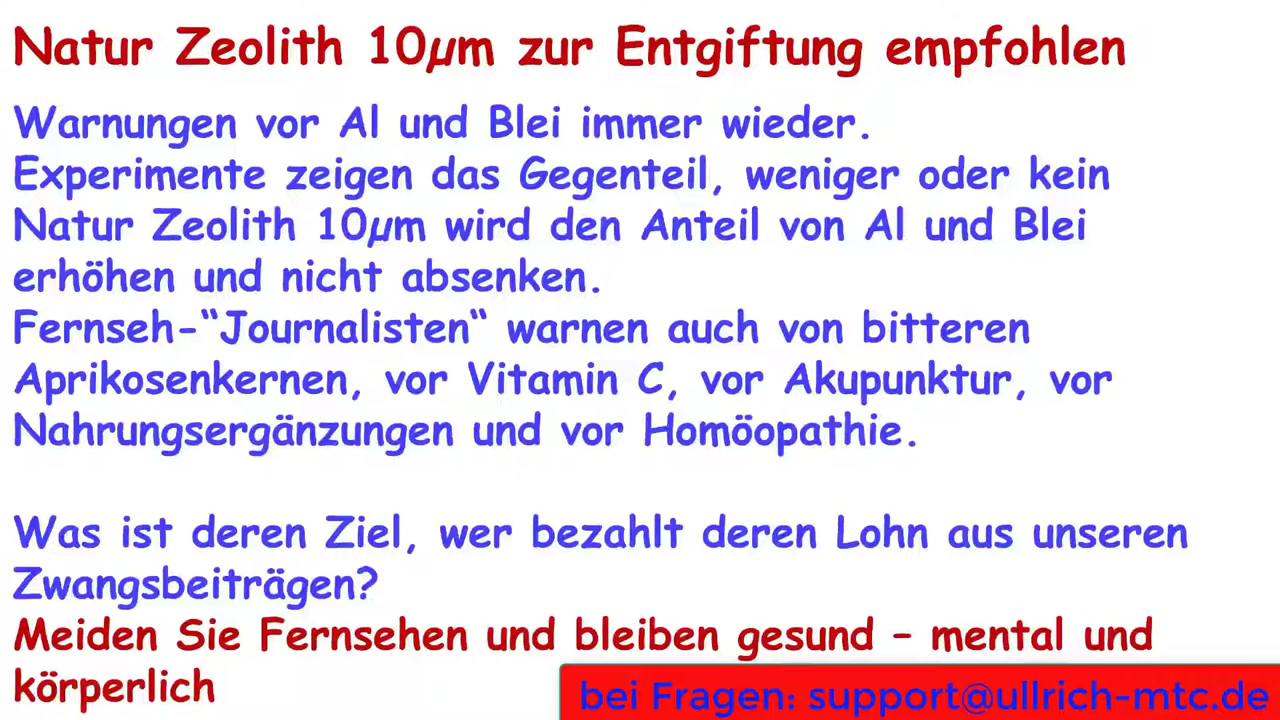 Natur Zeolith 10µm zur Entgiftung empfohlen
Warnungen vor Al und Blei immer wieder.
Experimente zeigen das Gegenteil, weniger oder kein
Natur Zeolith 10µm wird den Anteil von Al und Blei
erhöhen und nicht absenken.
Fernseh-“Journalisten“ warnen auch von bitteren
Aprikosenkernen, vor Vitamin C, vor Akupunktur, vor
Nahrungsergänzungen und vor Homöopathie.
Was ist deren Ziel, wer bezahlt deren Lohn aus unseren
Zwangsbeiträgen?
Meiden Sie Fernsehen und bleiben gesund – mental und
körperlich
bei Fragen: support@ullrich-mtc.de